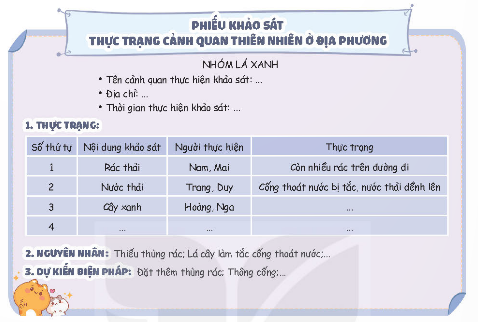 PHIẾU KHẢO SÁT
THỰC TRẠNG CẢNH QUAN THIÊN NHIÊN Ở ĐỊA PHƯƠNG
NHÓM LÁ XANH
• Tên cảnh quan thực hiện khảo sát: ...
• Địa chỉ: ...
• Thời gian thực hiện khảo sát: ...
1. THỰC TRẠNG:
Số thứ tự Nội dung khảo sát Người thực hiện Thực trạng
1 Rác thải Nam, Mai Còn nhiều rác trên đường đi
2 Nước thải Trang, Duy Cống thoát nước bị tắc, nước thải dềnh lên
3 Cây xanh Hoàng, Nga ...
4 ... ... ...
2. NGUYÊN NHÂN: Thiếu thùng rác; Lá cây làm tắc cống thoát nước;...
3. DỰ KIẾN BIỆN PHÁP: Đặt thêm thùng rác; Thông cống;...